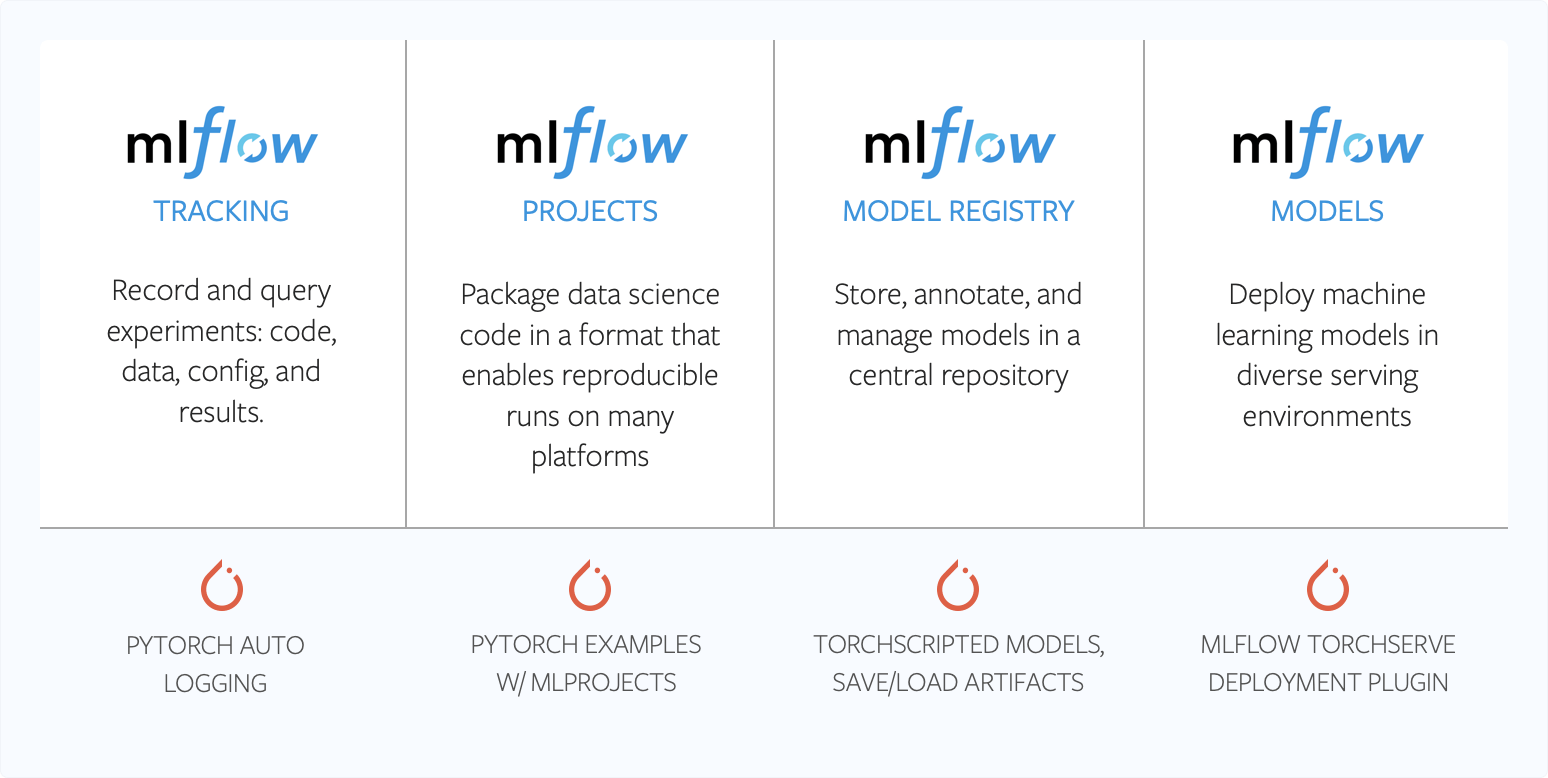 mlflow
TRACKING
Record and query
experiments: code,
data, config, and
results.
PYTORCH AUTO
LOGGING
mlflow
PROJECTS
Package data science
code in a format that
enables reproducible
runs on many
platforms
PYTORCH EXAMPLES
W/ MLPROJECTS
mlflow
MODEL REGISTRY
Store, annotate, and
manage models in a
central repository
TORCHSCRIPTED MODELS,
SAVE/LOAD ARTIFACTS
mlflow
MODELS
Deploy machine
learning models in
diverse serving
environments
MLFLOW TORCHSERVE
DEPLOYMENT PLUGIN